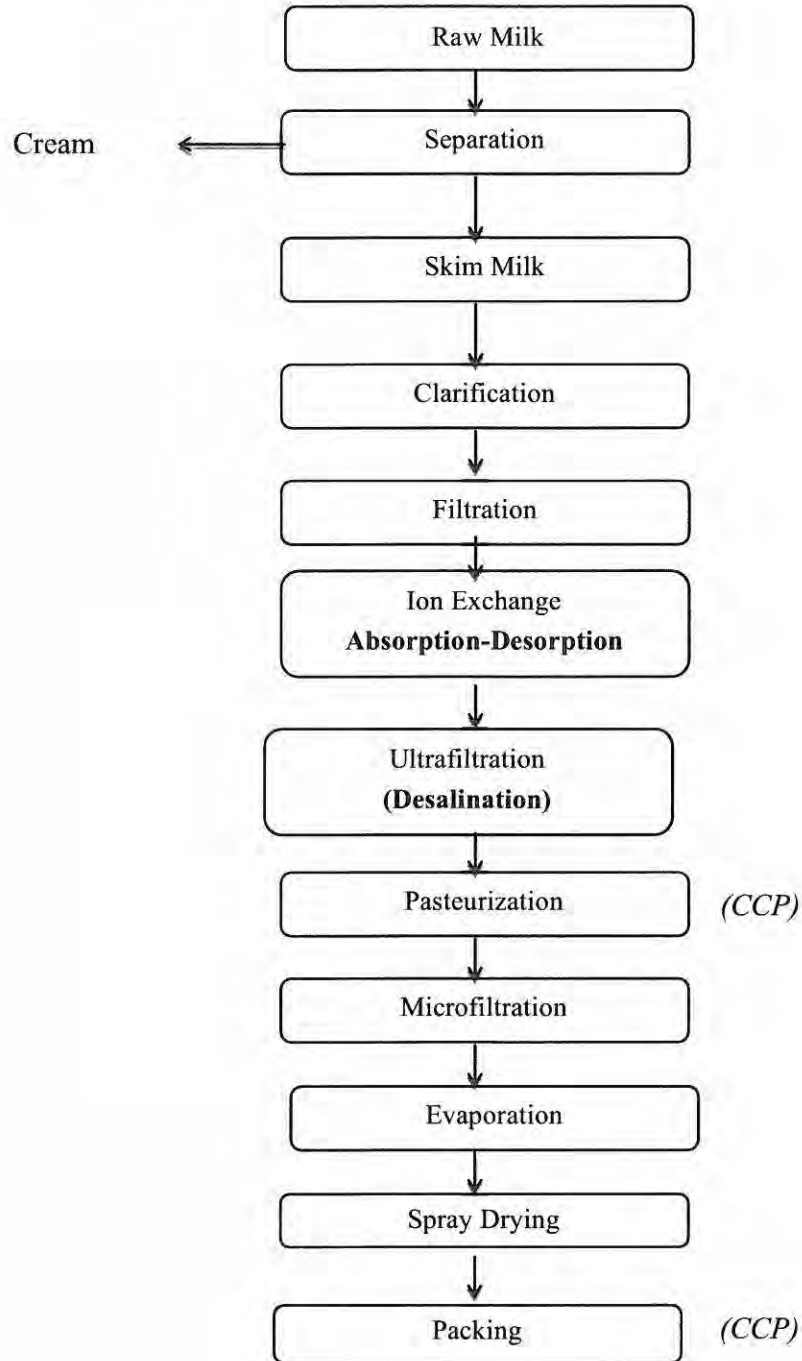 Raw Milk
Cream
Separation
Skim Milk
Clarification
Filtration
Ion Exchange
Absorption-Desorption
Ultrafiltration
(Desalination)
Pasteurization
(CCP)
Microfiltration
Evaporation
Spray Drying
Packing
(CCP)